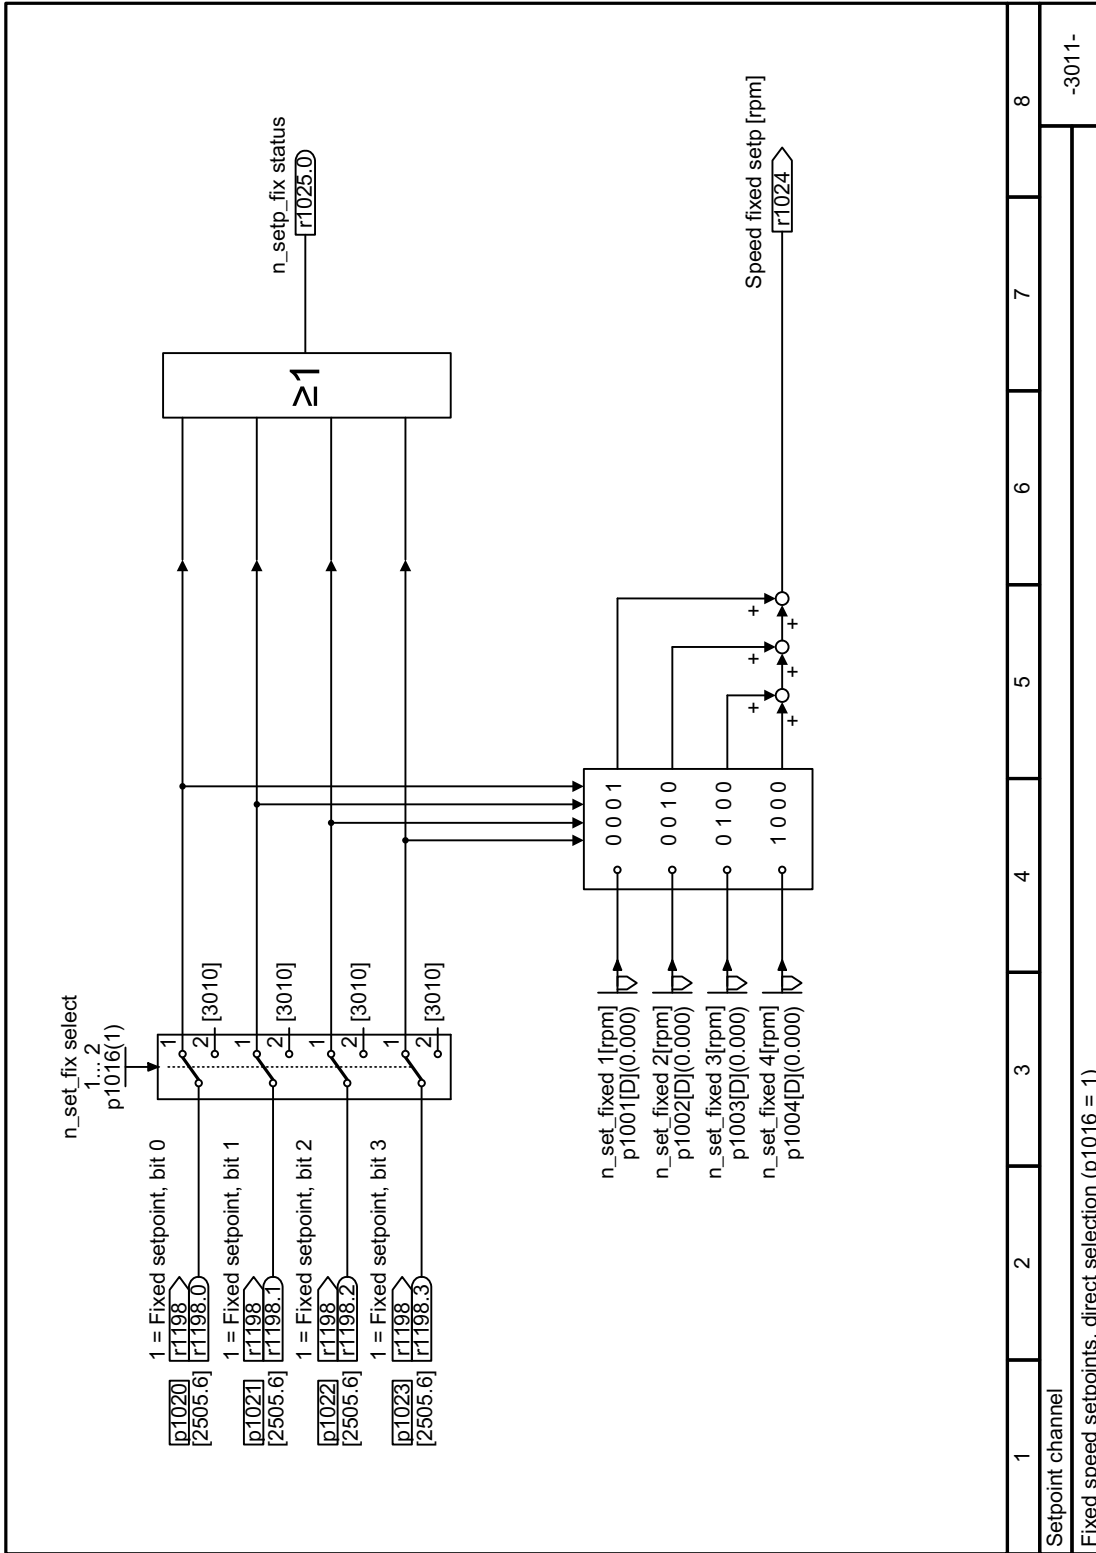 n_set_fix select
1... 2
p1016(1)
1 = Fixed setpoint, bit 0
p1020
r1198
r1198.0
[2505.6]
1
2
[3010]
1 = Fixed setpoint, bit 1
p1021
r1198
r1198.1
[2505.6]
1
2
[3010]
1 = Fixed setpoint, bit 2
p1022
r1198
r1198.2
[2505.6]
1
2
[3010]
1 = Fixed setpoint, bit 3
p1023
r1198
r1198.3
[2505.6]
1
2
[3010]
≥1
n_setp_fix status
r1025.0
n_set_fixed 1[rpm]
p1001[D](0.000)
0 0 0 1
n_set_fixed 2[rpm]
p1002[D](0.000)
0 0 1 0
n_set_fixed 3[rpm]
p1003[D](0.000)
0 1 0 0
n_set_fixed 4[rpm]
p1004[D](0.000)
1 0 0 0
+
+
+
+
+
+
Speed fixed setp [rpm]
r1024
1 2 3 4 5 6 7 8
Setpoint channel
-3011-
Fixed speed setpoints, direct selection (p1016 = 1)